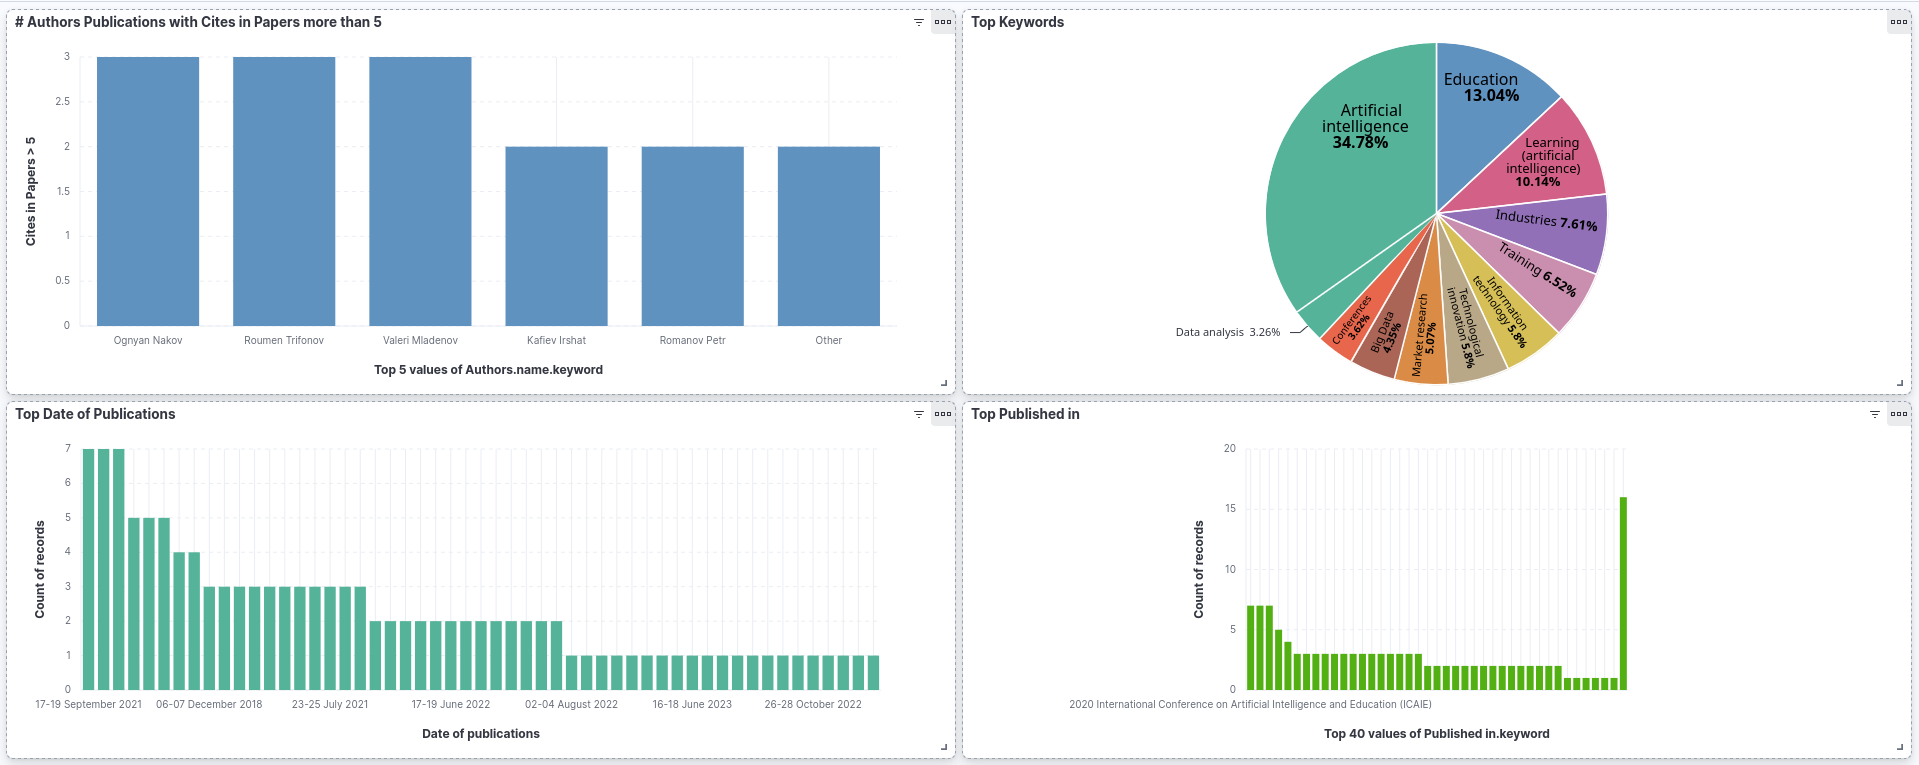 # Authors Publications with Cites in Papers more than 5
3
2.5
2
1.5
1
0.5
0
Cites in Papers > 5
Ognyan Nakov
Roumen Trifonov
Valeri Mladenov
Kafiev Irshat
Romanov Petr
Other
Top 5 values of Authors.name.keyword
Top Keywords
Education
13.04%
Learning
(artificial
intelligence)
10.14%
Industries 7.61%
Training 6.52%
Information
technology 5.8%
Technological
innovation 5.8%
Market research
5.07%
Big Data
4.35%
Conferences
3.62%
Data analysis 3.26%
Artificial
intelligence
34.78%
Top Date of Publications
7
6
5
4
3
2
1
0
Count of records
17-19 September 2021
06-07 December 2018
23-25 July 2021
17-19 June 2022
02-04 August 2022
16-18 June 2023
26-28 October 2022
Date of publications
Top Published in
20
15
10
5
0
Count of records
2020 International Conference on Artificial Intelligence and Education (ICAIE)
Top 40 values of Published in.keyword